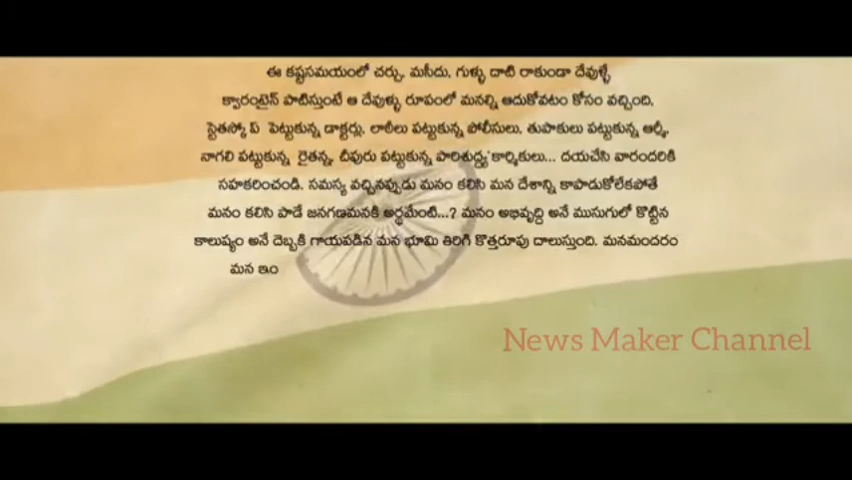 ఈ కష్టసమయంలో చర్చి, మసీదు, గుళ్ళు దాటి రాకుండా దేవుళ్ళే
క్వారంటైన్ పాటిస్తుంటే ఆ దేవుళ్ళు రూపంలో మనల్ని ఆదుకోవటం కోసం వచ్చింది,
స్టెతస్కోప్ పెట్టుకున్న డాక్టర్లు, లాఠీలు పట్టుకున్న పోలీసులు, తుపాకులు పట్టుకున్న ఆర్మీ,
నాగలి పట్టుకున్న రైతన్న, చీపురు పట్టుకున్న పారిశుద్ధ్య కార్మికులు... దయచేసి వారందరికి
సహకరించండి. సమస్య వచ్చినప్పుడు మనం కలిసి మన దేశాన్ని కాపాడుకోలేకపోతే
మనం కలిసి పాడే జనగణమనకి అర్థమేంటి...? మనం అభివృద్ది అనే ముసుగులో కొట్టిన
కాలుష్యం అనే దెబ్బకి గాయపడిన మన భూమి తిరిగి కొత్తరూపు దాలుస్తుంది. మనమందరం
మన ఇం
News Maker Channel